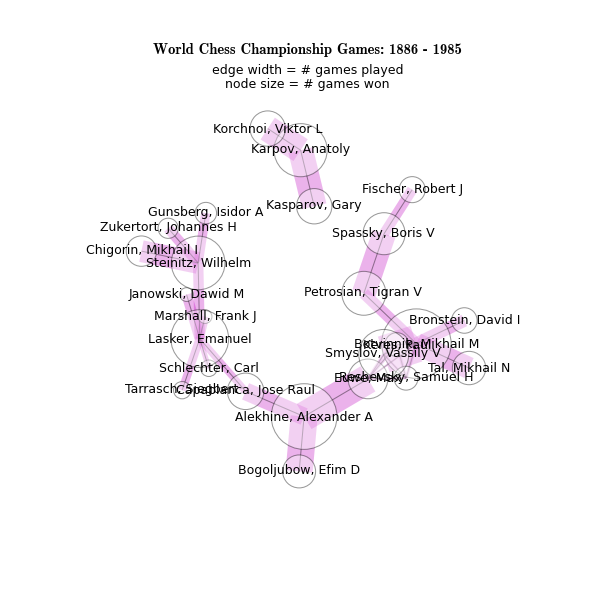 World Chess Championship Games: 1886 - 1985
edge width = # games played
node size = # games won
Korchnoi, Viktor L
Karpov, Anatoly
Fischer, Robert J
Kasparov, Gary
Gunsberg, Isidor A
Zukertort, Johannes H
Spassky, Boris V
Chigorin, Mikhail I
Steinitz, Wilhelm
Janowski, Dawid M
Petrosian, Tigran V
Marshall, Frank J
Bronstein, David I
Lasker, Emanuel
Botvinnik, Mikhail M
Keres, Paul
Smyslov, Vassily V
Schlechter, Carl
Tal, Mikhail N
Euwe, Max
Reshevsky, Samuel H
Tarrasch, Siegbert
Capablanca, Jose Raul
Alekhine, Alexander A
Bogoljubow, Efim D